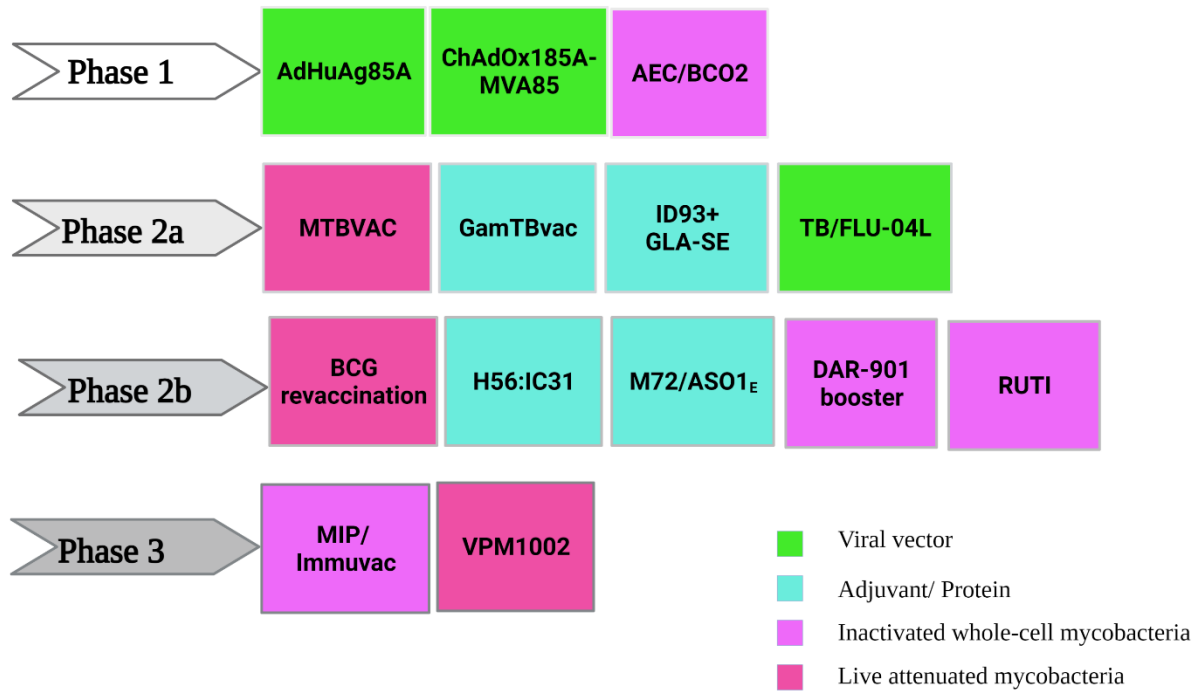 Phase 1
AdHuAg85A
ChAdOx185A-
MVA85
AEC/BCO2
Phase 2a
MTBVAC
GamTBvac
ID93+
GLA-SE
TB/FLU-04L
Phase 2b
BCG
revaccination
H56:IC31
M72/ASO1E
DAR-901
booster
RUTI
Phase 3
MIP/
Immuvac
VPM1002
Viral vector
Adjuvant/ Protein
Inactivated whole-cell mycobacteria
Live attenuated mycobacteria